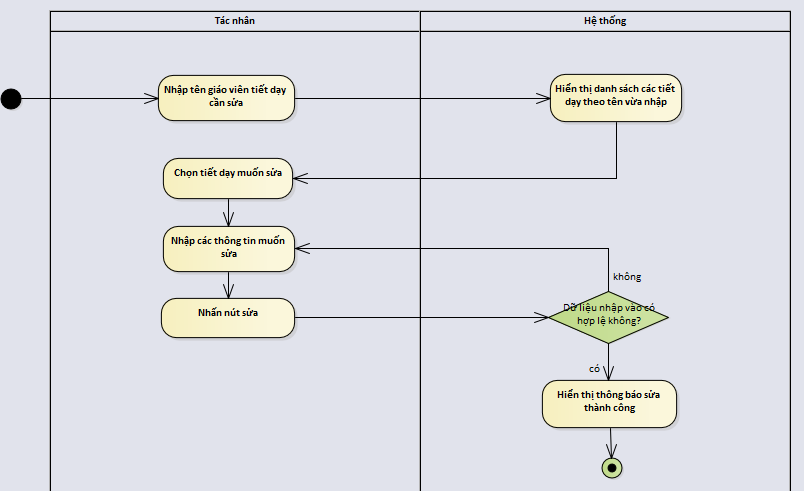 Tác nhân
Hệ thống
Nhập tên giáo viên tiết dạy
cần sửa
Hiển thị danh sách các tiết
dạy theo tên vừa nhập
Chọn tiết dạy muốn sửa
Nhập các thông tin muốn
sửa
không
Nhấn nút sửa
Dữ liệu nhập vào có
hợp lệ không?
có
Hiển thị thông báo sửa
thành công